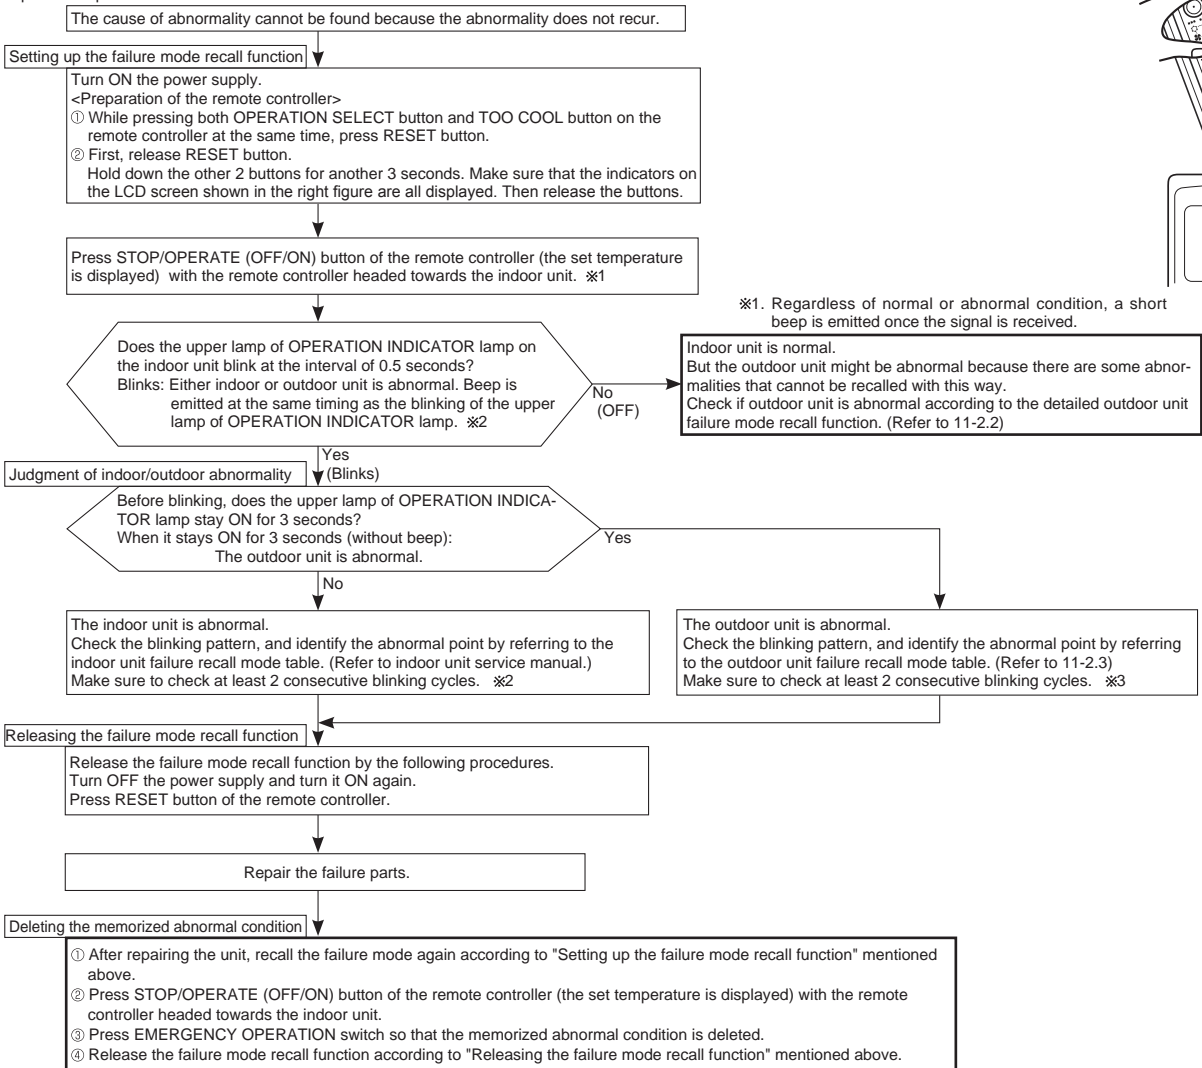 The cause of abnormality cannot be found because the abnormality does not recur.
Setting up the failure mode recall function
Turn ON the power supply.
<Preparation of the remote controller>
① While pressing both OPERATION SELECT button and TOO COOL button on the
remote controller at the same time, press RESET button.
② First, release RESET button.
Hold down the other 2 buttons for another 3 seconds. Make sure that the indicators on
the LCD screen shown in the right figure are all displayed. Then release the buttons.
Press STOP/OPERATE (OFF/ON) button of the remote controller (the set temperature
is displayed) with the remote controller headed towards the indoor unit. ※1
※1. Regardless of normal or abnormal condition, a short
beep is emitted once the signal is received.
Does the upper lamp of OPERATION INDICATOR lamp on
the indoor unit blink at the interval of 0.5 seconds?
Blinks: Either indoor or outdoor unit is abnormal. Beep is
emitted at the same timing as the blinking of the upper
lamp of OPERATION INDICATOR lamp. ※2
No
(OFF)
Indoor unit is normal.
But the outdoor unit might be abnormal because there are some abnor-
malities that cannot be recalled with this way.
Check if outdoor unit is abnormal according to the detailed outdoor unit
failure mode recall function. (Refer to 11-2.2)
Yes
(Blinks)
Judgment of indoor/outdoor abnormality
Before blinking, does the upper lamp of OPERATION INDICA-
TOR lamp stay ON for 3 seconds?
When it stays ON for 3 seconds (without beep):
The outdoor unit is abnormal.
Yes
No
The indoor unit is abnormal.
Check the blinking pattern, and identify the abnormal point by referring to the
indoor unit failure recall mode table. (Refer to indoor unit service manual.)
Make sure to check at least 2 consecutive blinking cycles. ※2
The outdoor unit is abnormal.
Check the blinking pattern, and identify the abnormal point by referring
to the outdoor unit failure recall mode table. (Refer to 11-2.3)
Make sure to check at least 2 consecutive blinking cycles. ※3
Releasing the failure mode recall function
Release the failure mode recall function by the following procedures.
Turn OFF the power supply and turn it ON again.
Press RESET button of the remote controller.
Repair the failure parts.
Deleting the memorized abnormal condition
① After repairing the unit, recall the failure mode again according to "Setting up the failure mode recall function" mentioned
above.
② Press STOP/OPERATE (OFF/ON) button of the remote controller (the set temperature is displayed) with the remote
controller headed towards the indoor unit.
③ Press EMERGENCY OPERATION switch so that the memorized abnormal condition is deleted.
④ Release the failure mode recall function according to "Releasing the failure mode recall function" mentioned above.